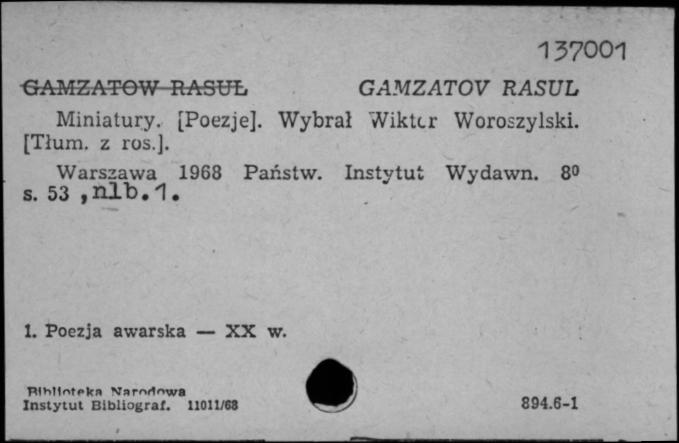 137001
GAMZATOW RASUŁ GAMZATOV RASUL
Miniatury. [Poezje]. Wybrał Wiktor Woroszylski.
[Tłum. z ros.].
Warszawa 1968 Państw. Instytut Wydawn. 8⁰
s. 53 , nlb. 1.
1. Poezja awarska — XX w.
Biblioteka Narodowa
Instytut Bibliograf. 11011/68 894.6-1